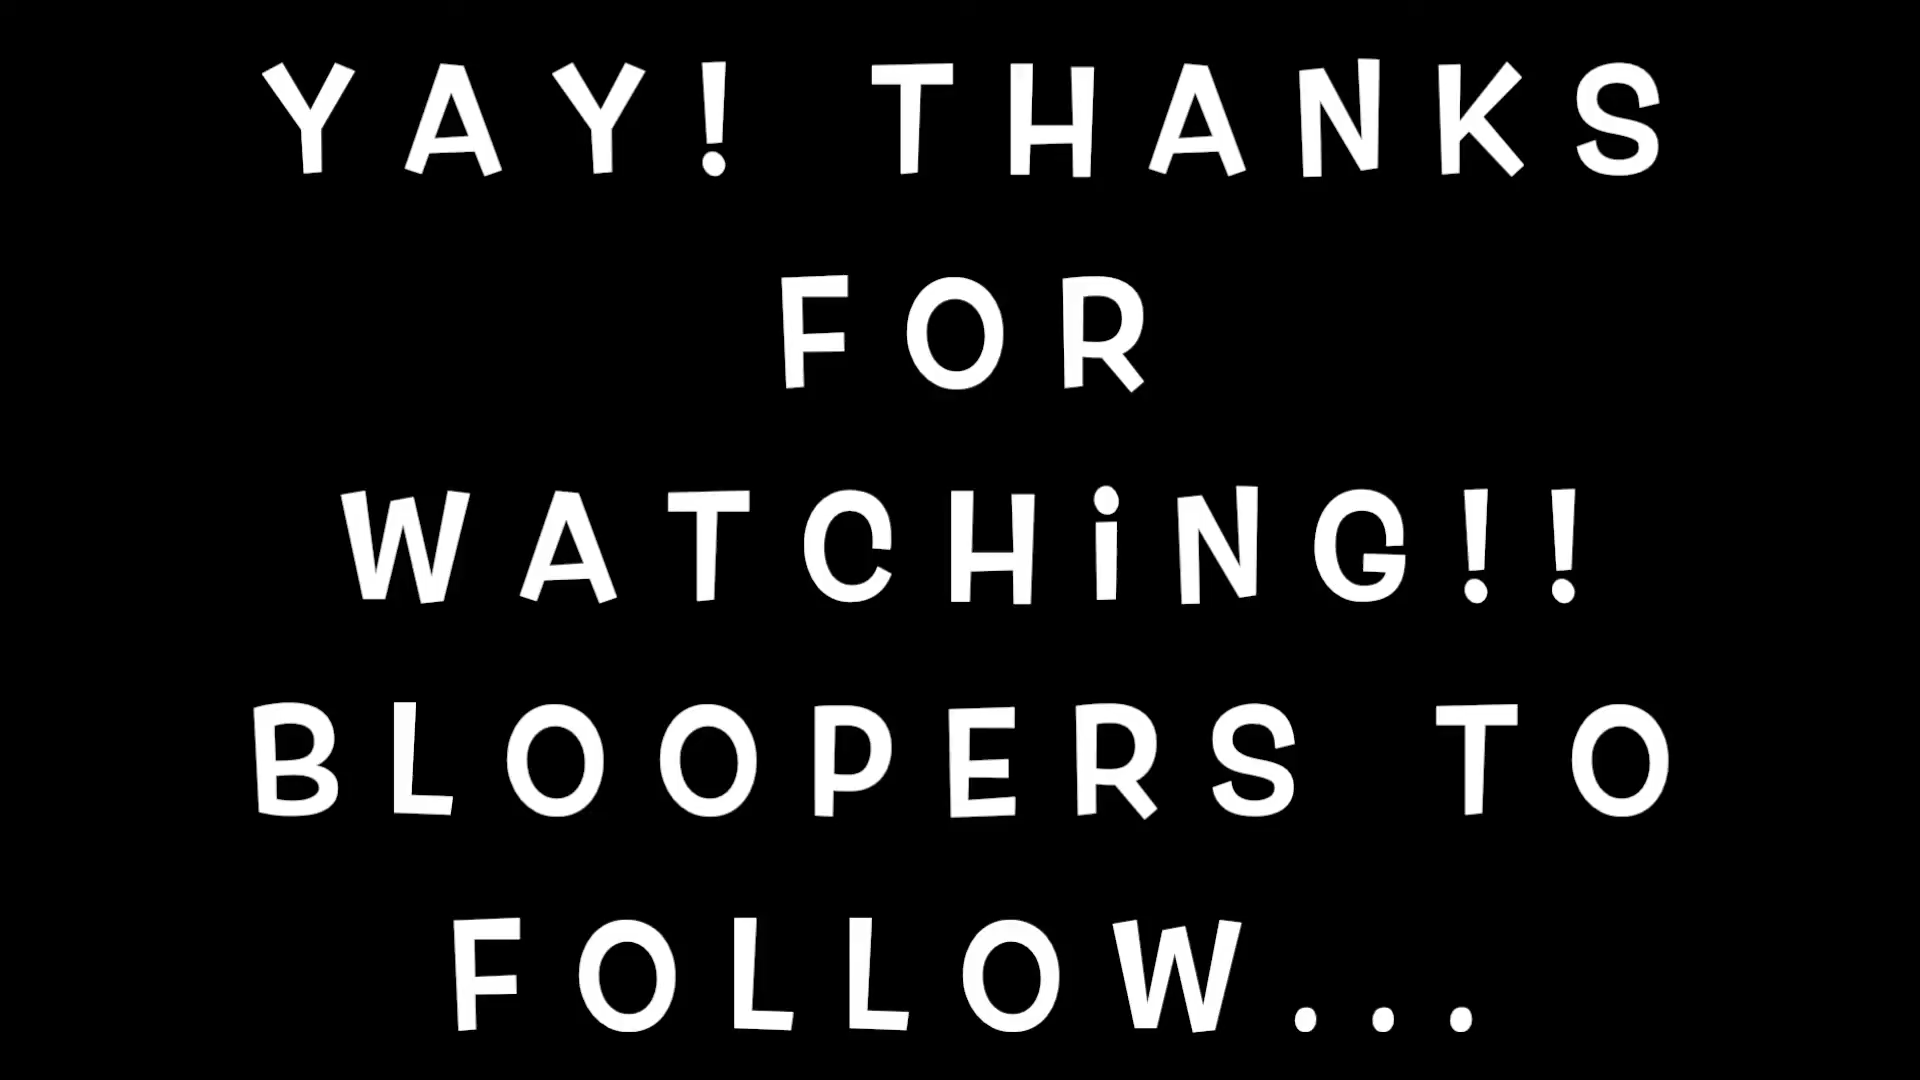 YAY! THANKS
FOR
WATCHiNG!!
BLOOPERS TO
FOLLOW...